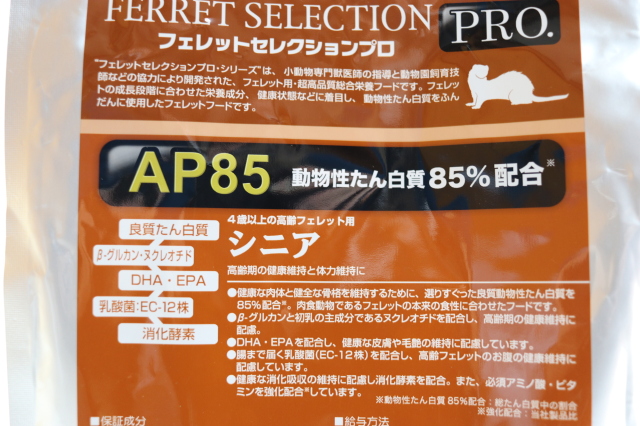 FERRET SELECTION PRO.
フェレットセレクションプロ
"フェレットセレクションプロ・シリーズ"は、小動物専門獣医師の指導と動物園飼育技
師などの協力により開発された、フェレット用・超高品質総合栄養フードです。フェレッ
トの成長段階に合わせた栄養成分、健康状態などに着目し、動物性たん白質をふん
だんに使用したフェレットフードです。
AP85 動物性たん白質85%配合※
良質たん白質
β-グルカン・ヌクレオチド
DHA・EPA
乳酸菌:EC-12株
消化酵素
4歳以上の高齢フェレット用
シニア
高齢期の健康維持と体力維持に
●健康な肉体と健全な骨格を維持するために、選りすぐった良質動物性たん白質を
85%配合※。肉食動物であるフェレットの本来の食性に合わせたフードです。
●β-グルカンと初乳の主成分であるヌクレオチドを配合し、高齢期の健康維持に
配慮。
●DHA・EPAを配合し、健康な皮膚や毛艶の維持に配慮しています。
●腸まで届く乳酸菌(EC-12株)を配合し、高齢フェレットのお腹の健康維持に
配慮しています。
●健康な消化吸収の維持に配慮し消化酵素を配合。また、必須アミノ酸・ビタ
ミンを強化配合※しています。
※動物性たん白質85%配合:総たん白質中の割合
※強化配合:当社製品比
■保証成分
■給与方法